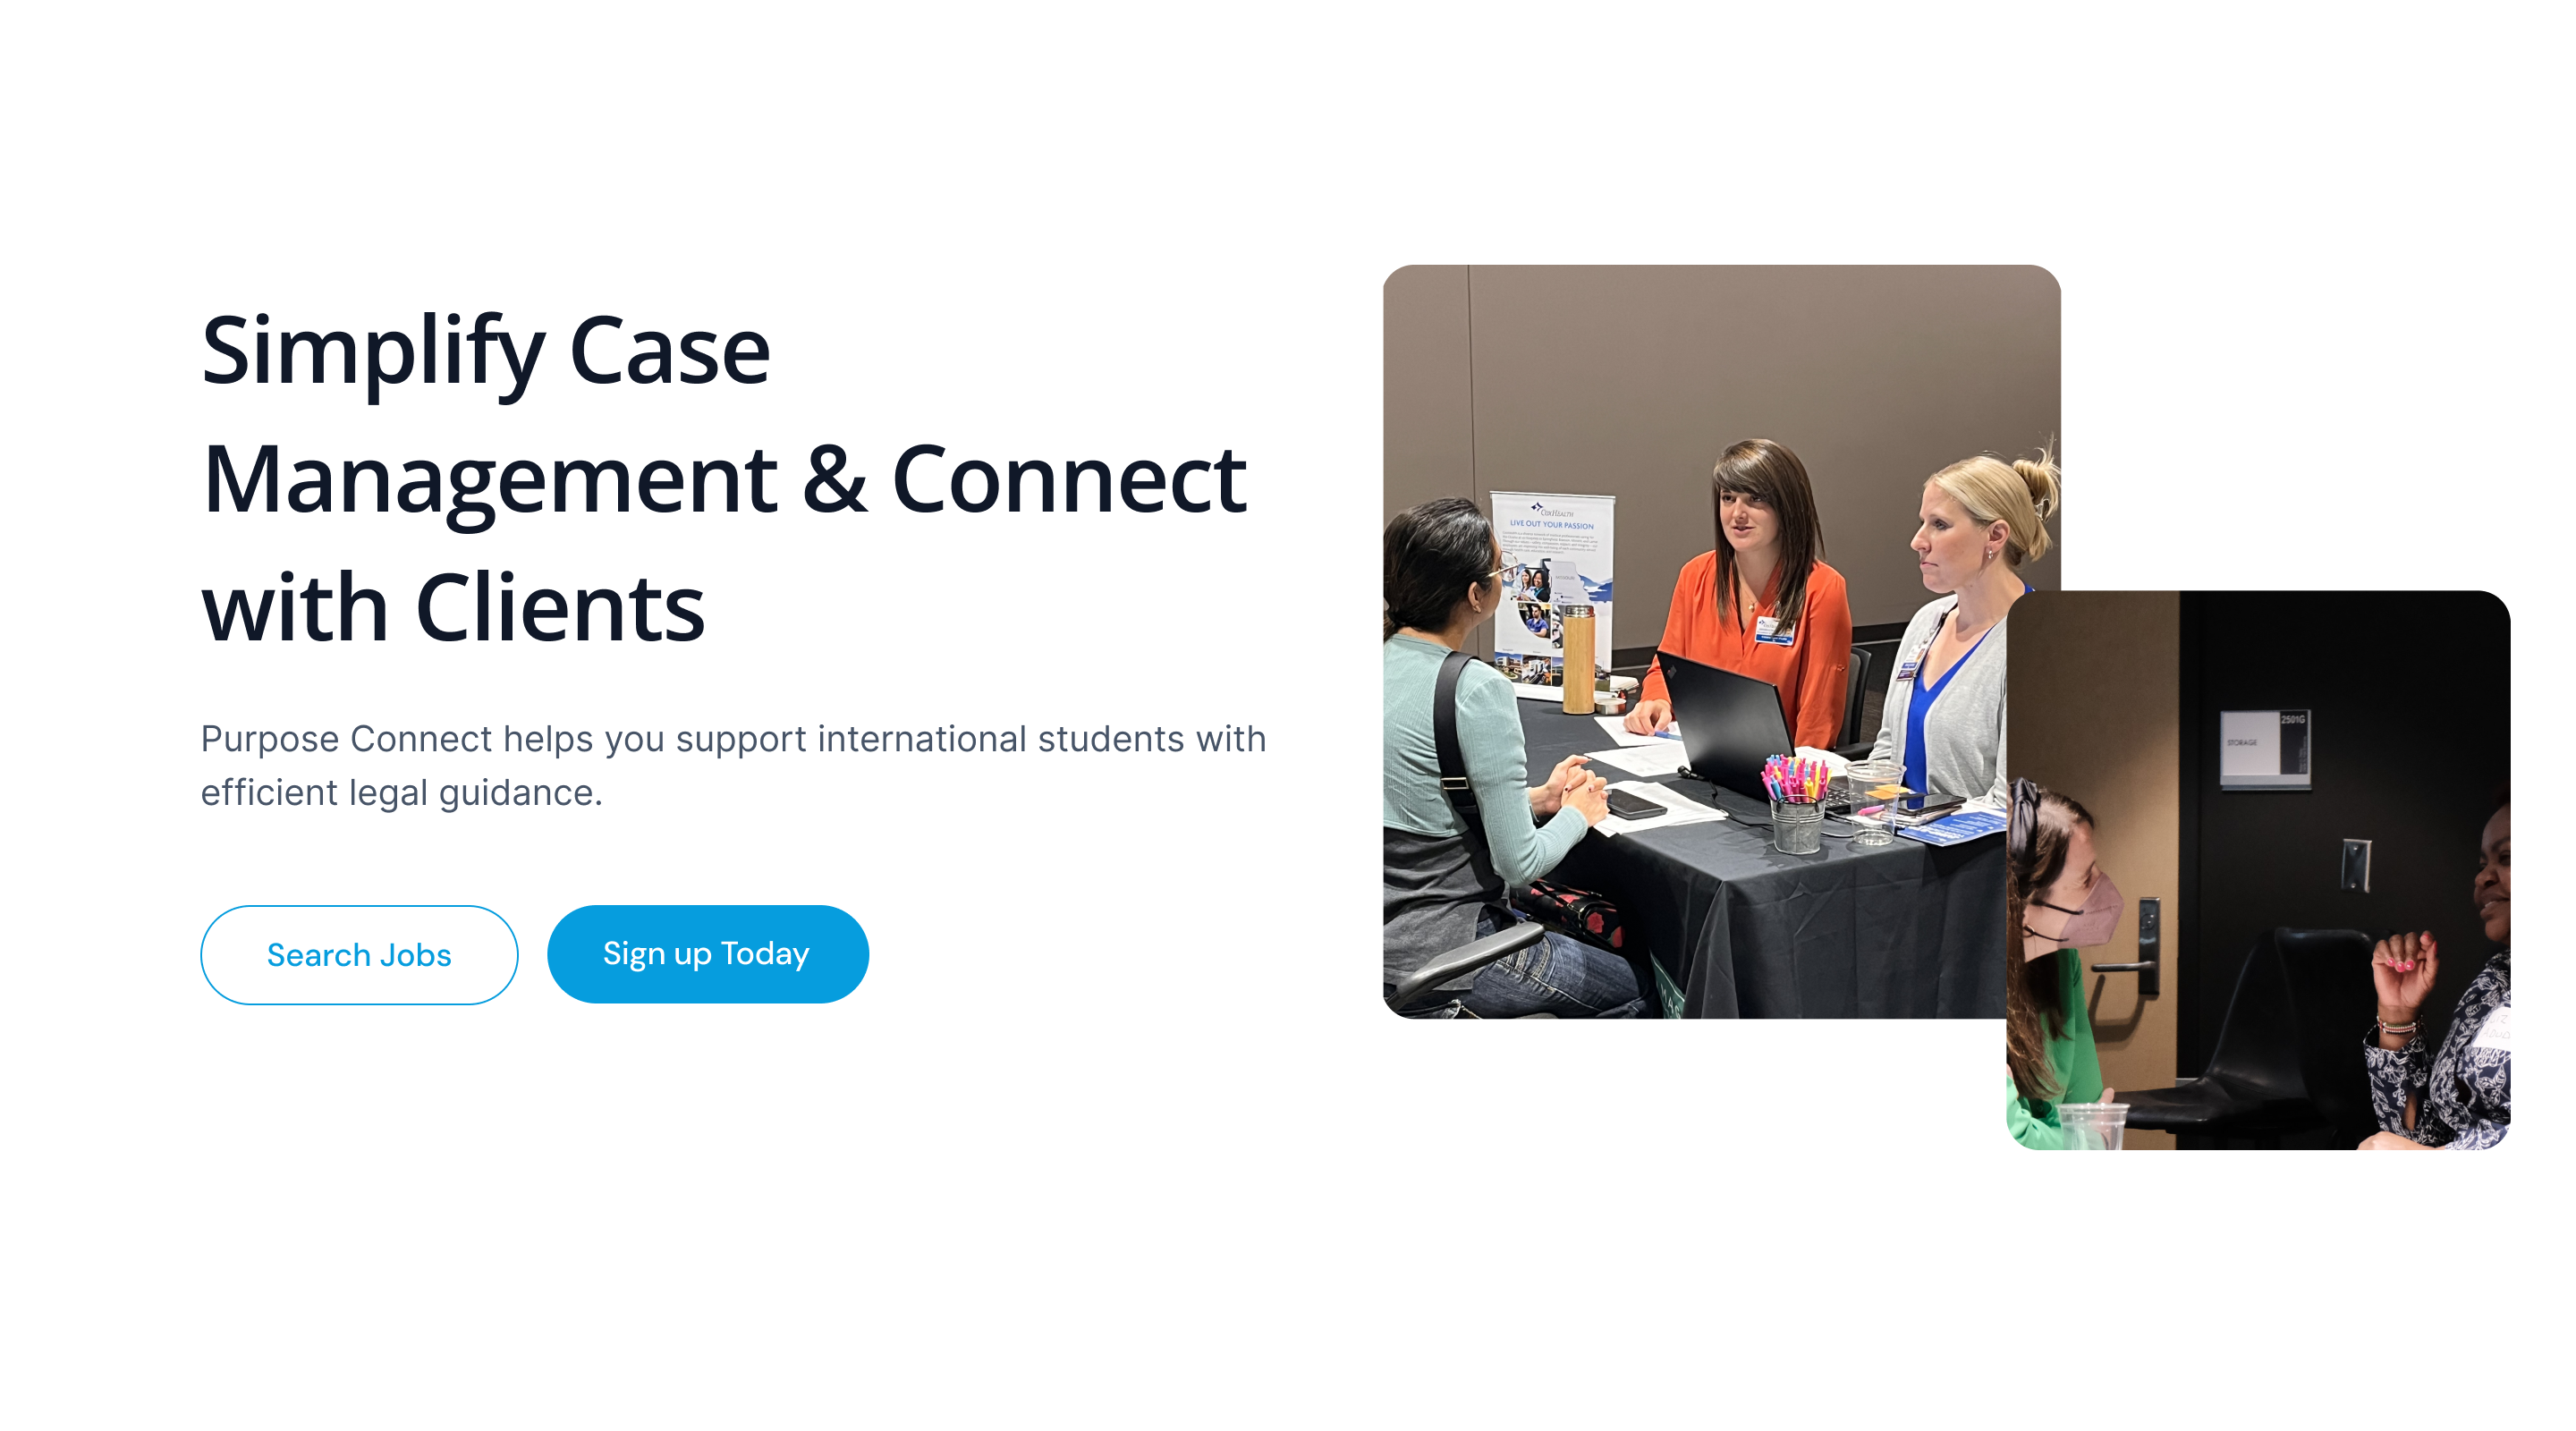 Simplify Case
Management & Connect
with Clients
Purpose Connect helps you support international students with
efficient legal guidance.
Search Jobs
Sign up Today
CoxHealth
LIVE OUT YOUR PASSION
2501G
STORAGE